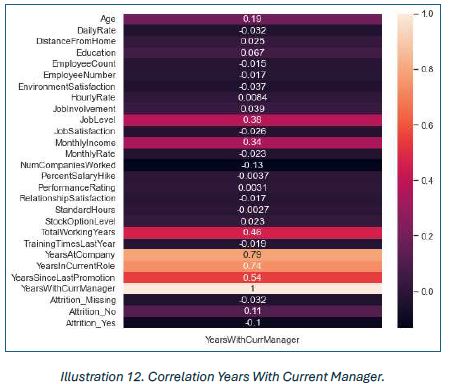 Age 0.19
DailyRate -0.032
DistanceFromHome 0.025
Education 0.067
EmployeeCount -0.015
EmployeeNumber -0.017
EnvironmentSatisfaction -0.037
HourlyRate 0.0084
JobInvolvement 0.039
JobLevel 0.38
JobSatisfaction -0.026
MonthlyIncome 0.34
MonthlyRate -0.023
NumCompaniesWorked -0.13
PercentSalaryHike -0.0037
PerformanceRating 0.0031
RelationshipSatisfaction -0.017
StandardHours -0.0027
StockOptionLevel 0.023
TotalWorkingYears 0.46
TrainingTimesLastYear -0.019
YearsAtCompany 0.79
YearsInCurrentRole 0.74
YearsSinceLastPromotion 0.54
YearsWithCurrManager 1
Attrition_Missing -0.032
Attrition_No 0.11
Attrition_Yes -0.1
YearsWithCurrManager
1.0
0.8
0.6
0.4
0.2
0.0
Illustration 12. Correlation Years With Current Manager.